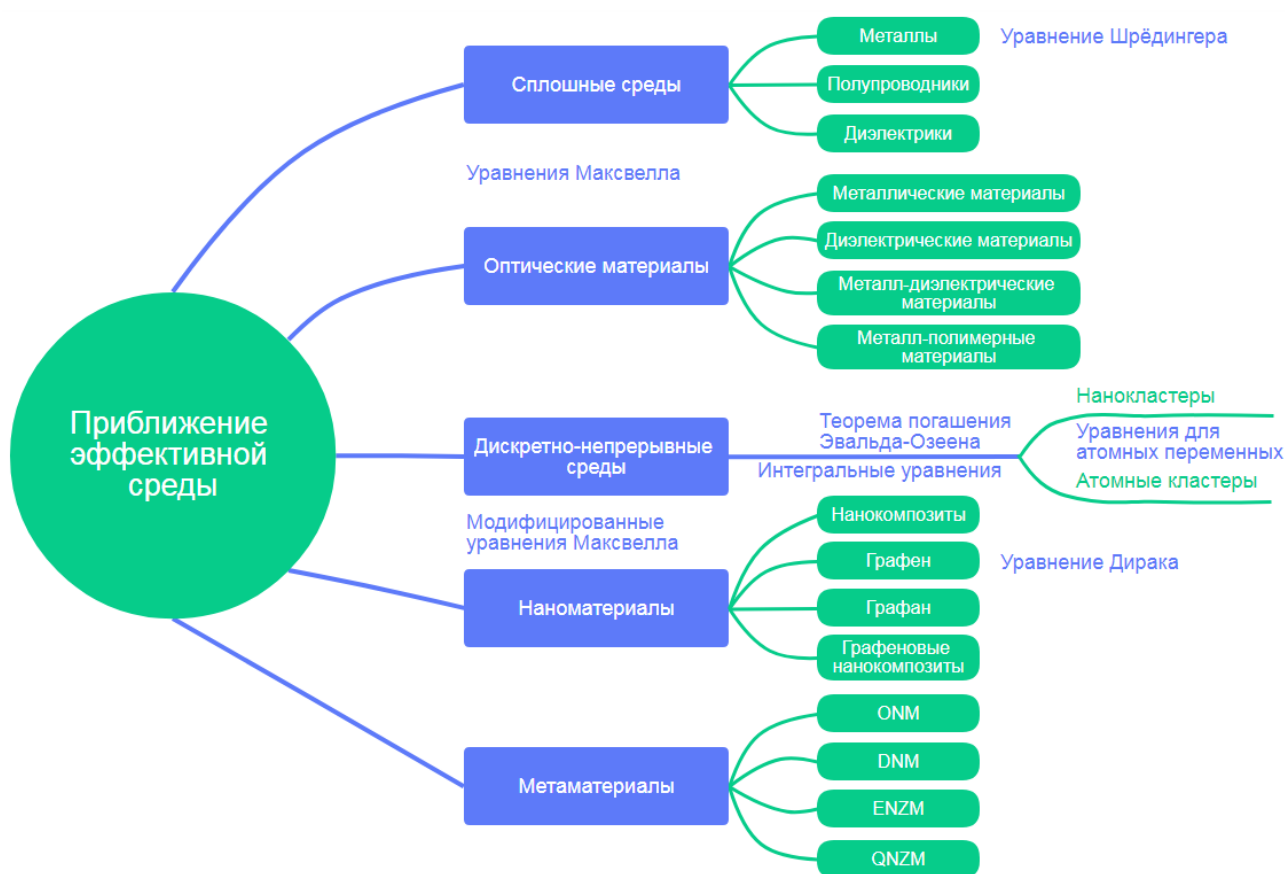 Приближение
эффективной
среды
Сплошные среды
Металлы
Уравнение Шрёдингера
Полупроводники
Диэлектрики
Уравнения Максвелла
Оптические материалы
Металлические материалы
Диэлектрические материалы
Металл-диэлектрические
материалы
Металл-полимерные
материалы
Дискретно-непрерывные
среды
Теорема погашения
Эвальда-Озеена
Интегральные уравнения
Нанокластеры
Уравнения для
атомных переменных
Атомные кластеры
Модифицированные
уравнения Максвелла
Наноматериалы
Нанокомпозиты
Графен
Уравнение Дирака
Графан
Графеновые
нанокомпозиты
Метаматериалы
ONM
DNM
ENZM
QNZM